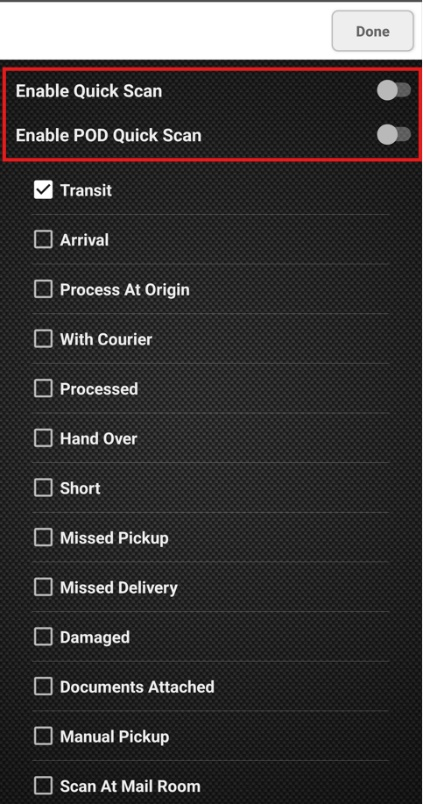 Done
Enable Quick Scan
Enable POD Quick Scan
Transit
Arrival
Process At Origin
With Courier
Processed
Hand Over
Short
Missed Pickup
Missed Delivery
Damaged
Documents Attached
Manual Pickup
Scan At Mail Room